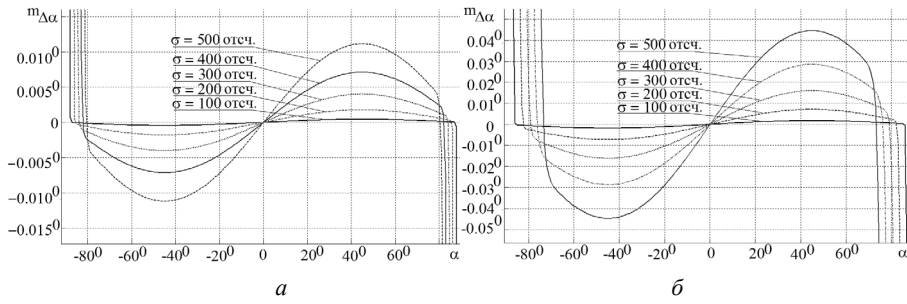 m Δα
0.010⁰
0.005⁰
0
−0.005⁰
−0.010⁰
−0.015⁰
σ = 500 отсч.
σ = 400 отсч.
σ = 300 отсч.
σ = 200 отсч.
σ = 100 отсч.
-80⁰ -60⁰ -40⁰ -20⁰ 0 20⁰ 40⁰ 60⁰ α
а
m Δα
0.04⁰
0.03⁰
0.02⁰
0.01⁰
0
-0.01⁰
-0.02⁰
-0.03⁰
-0.04⁰
-0.05⁰
σ = 500 отсч.
σ = 400 отсч.
σ = 300 отсч.
σ = 200 отсч.
σ = 100 отсч.
-80⁰ -60⁰ -40⁰ -20⁰ 0 20⁰ 40⁰ 60⁰ α
б